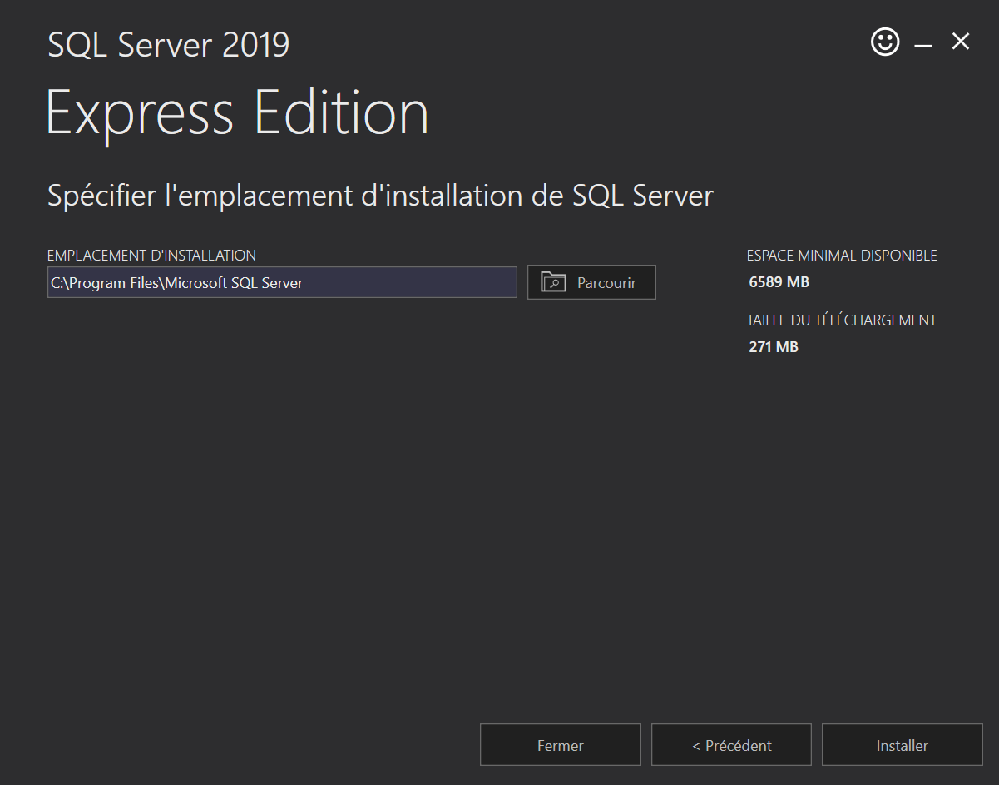 SQL Server 2019
Express Edition
Spécifier l'emplacement d'installation de SQL Server
EMPLACEMENT D'INSTALLATION
C:\Program Files\Microsoft SQL Server
Parcourir
ESPACE MINIMAL DISPONIBLE
6589 MB
TAILLE DU TÉLÉCHARGEMENT
271 MB
Fermer
< Précédent
Installer